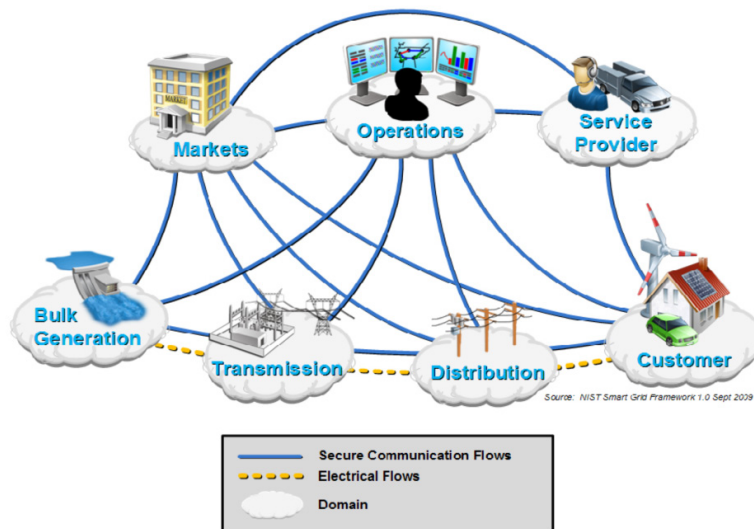 MARKET
Markets
Operations
Service
Provider
Bulk
Generation
Transmission
Distribution
Customer
Source: NIST Smart Grid Framework 1.0 Sept 2009
Secure Communication Flows
Electrical Flows
Domain